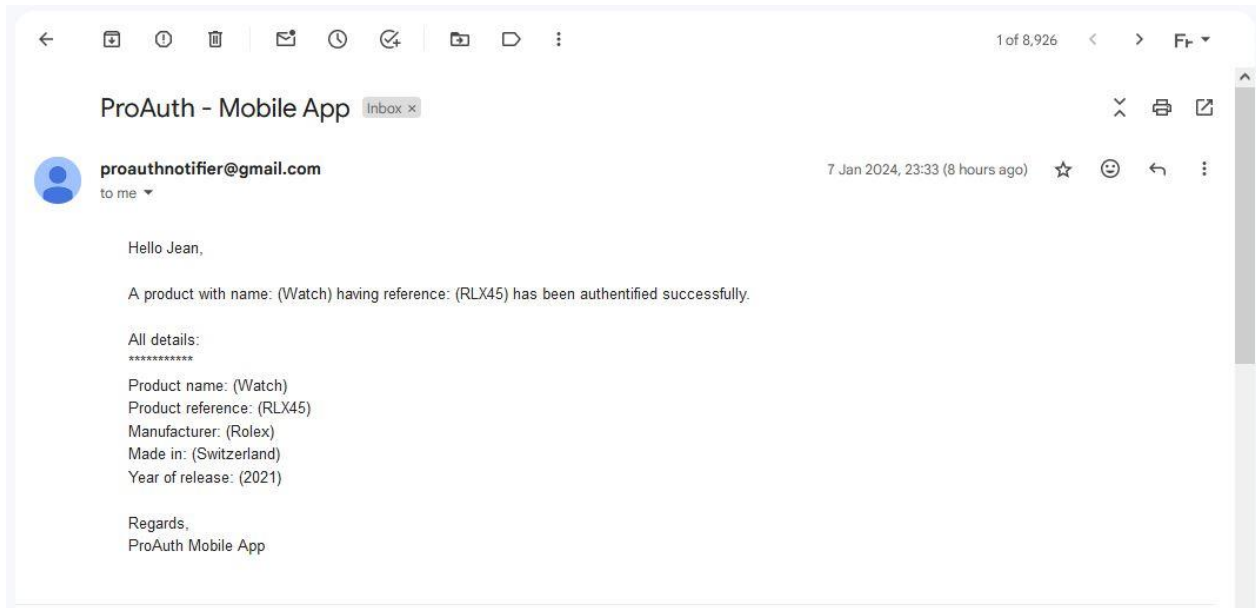 1 of 8,926
ProAuth - Mobile App Inbox ×
proauthnotifier@gmail.com 7 Jan 2024, 23:33 (8 hours ago)
to me
Hello Jean,
A product with name: (Watch) having reference: (RLX45) has been authentified successfully.
All details:
***********
Product name: (Watch)
Product reference: (RLX45)
Manufacturer: (Rolex)
Made in: (Switzerland)
Year of release: (2021)
Regards,
ProAuth Mobile App